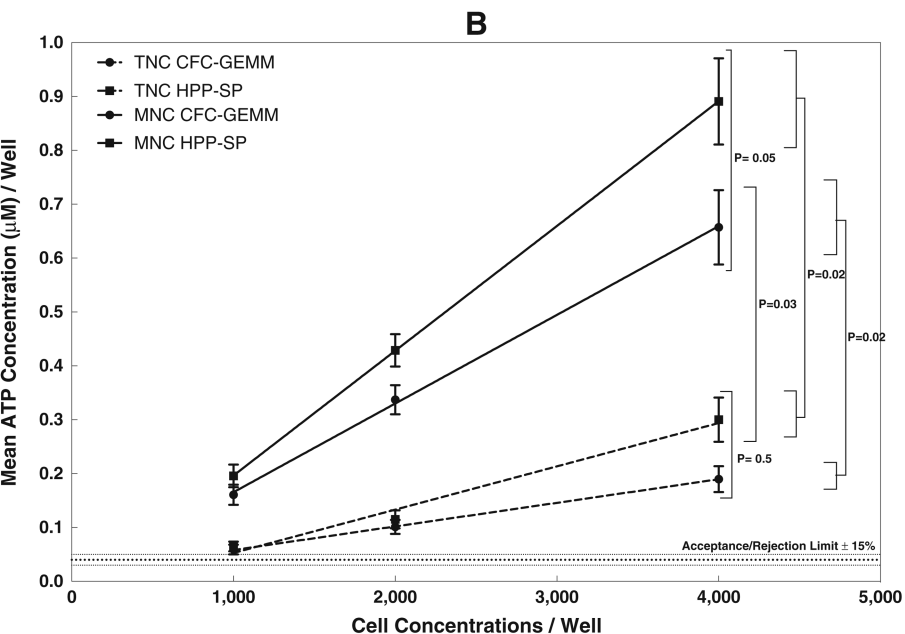 B
1.0
0.9
0.8
0.7
0.6
0.5
0.4
0.3
0.2
0.1
0.0
Mean ATP Concentration (μM) / Well
TNC CFC-GEMM
TNC HPP-SP
MNC CFC-GEMM
MNC HPP-SP
P= 0.05
P=0.02
P=0.03
P=0.02
P= 0.5
Acceptance/Rejection Limit ± 15%
0 1,000 2,000 3,000 4,000 5,000
Cell Concentrations / Well